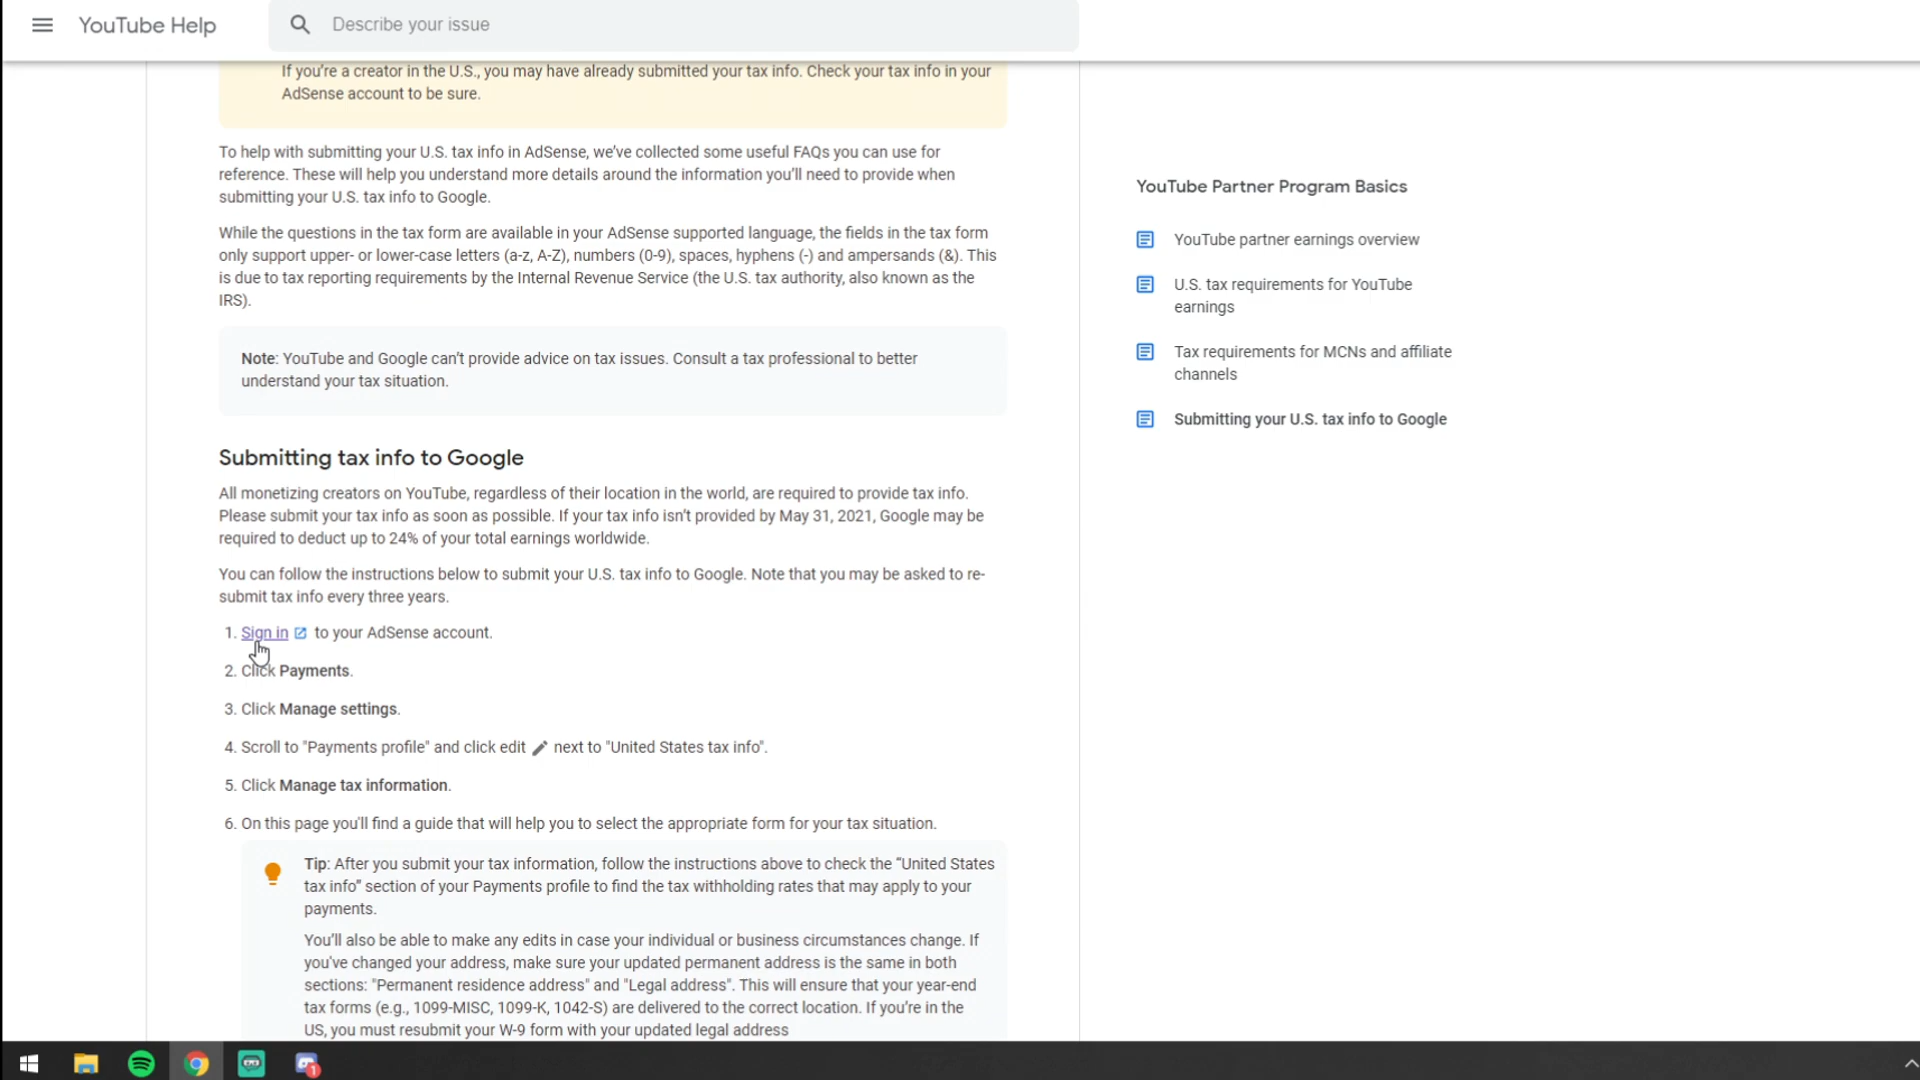 YouTube Help
Describe your issue
If you're a creator in the U.S., you may have already submitted your tax info. Check your tax info in your
AdSense account to be sure.
To help with submitting your U.S. tax info in AdSense, we've collected some useful FAQs you can use for
reference. These will help you understand more details around the information you'll need to provide when
submitting your U.S. tax info to Google.
While the questions in the tax form are available in your AdSense supported language, the fields in the tax form
only support upper- or lower-case letters (a-z, A-Z), numbers (0-9), spaces, hyphens (-) and ampersands (&). This
is due to tax reporting requirements by the Internal Revenue Service (the U.S. tax authority, also known as the
IRS).
Note: YouTube and Google can't provide advice on tax issues. Consult a tax professional to better
understand your tax situation.
Submitting tax info to Google
All monetizing creators on YouTube, regardless of their location in the world, are required to provide tax info.
Please submit your tax info as soon as possible. If your tax info isn't provided by May 31, 2021, Google may be
required to deduct up to 24% of your total earnings worldwide.
You can follow the instructions below to submit your U.S. tax info to Google. Note that you may be asked to re-
submit tax info every three years.
1. Sign in to your AdSense account.
2. Click Payments.
3. Click Manage settings.
4. Scroll to "Payments profile" and click edit next to "United States tax info".
5. Click Manage tax information.
6. On this page you'll find a guide that will help you to select the appropriate form for your tax situation.
Tip: After you submit your tax information, follow the instructions above to check the "United States
tax info" section of your Payments profile to find the tax withholding rates that may apply to your
payments.
You'll also be able to make any edits in case your individual or business circumstances change. If
you've changed your address, make sure your updated permanent address is the same in both
sections: "Permanent residence address" and "Legal address". This will ensure that your year-end
tax forms (e.g., 1099-MISC, 1099-K, 1042-S) are delivered to the correct location. If you're in the
US, you must resubmit your W-9 form with your updated legal address
YouTube Partner Program Basics
YouTube partner earnings overview
U.S. tax requirements for YouTube
earnings
Tax requirements for MCNs and affiliate
channels
Submitting your U.S. tax info to Google
1